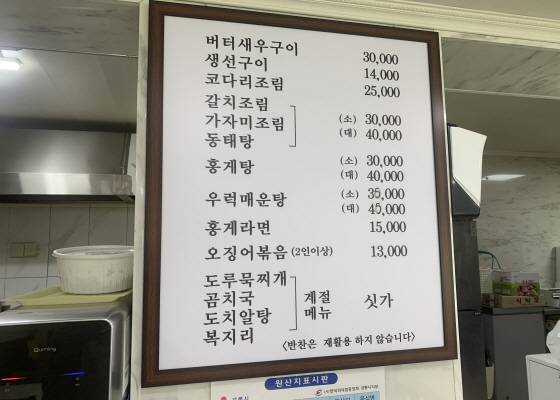 버터새우구이 30,000
생선구이 14,000
코다리조림 25,000
갈치조림
가자미조림 (소) 30,000
동태탕 (대) 40,000
홍게탕 (소) 30,000
(대) 40,000
우럭매운탕 (소) 35,000
(대) 45,000
홍게라면 15,000
오징어볶음 (2인이상) 13,000
도루묵찌개
곰치국 계절 싯가
도치알탕 메뉴
복지리
<반찬은 재활용 하지 않습니다>
원산지표시판
Quming